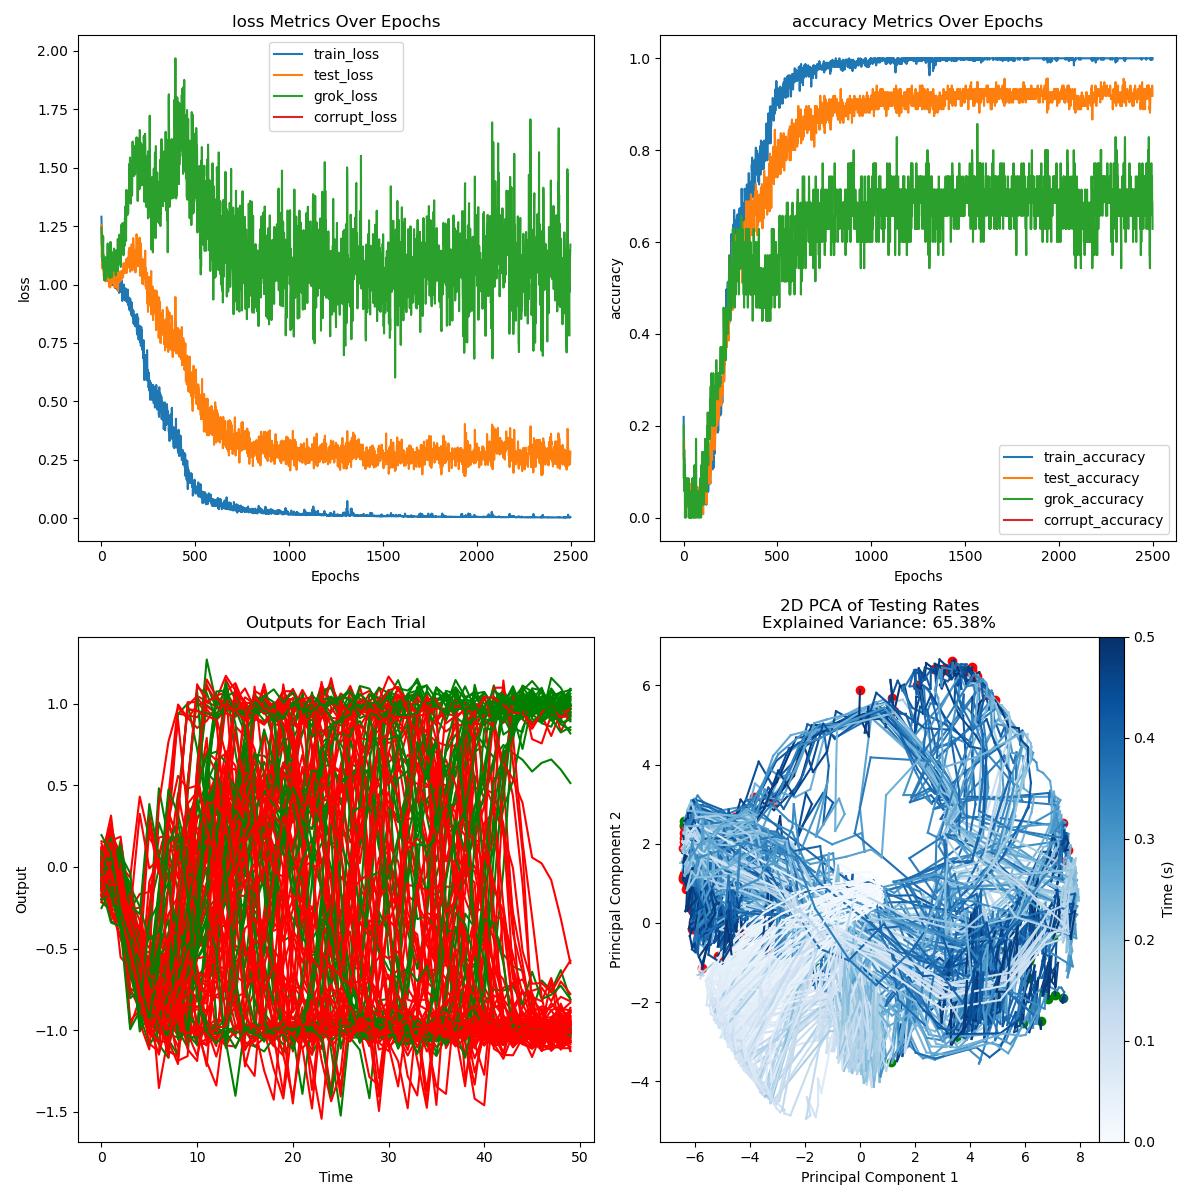 loss Metrics Over Epochs
2.00
1.75
1.50
1.25
1.00
0.75
0.50
0.25
0.00
loss
train_loss
test_loss
grok_loss
corrupt_loss
0 500 1000 1500 2000 2500
Epochs
accuracy Metrics Over Epochs
1.0
0.8
0.6
0.4
0.2
0.0
accuracy
train_accuracy
test_accuracy
grok_accuracy
corrupt_accuracy
0 500 1000 1500 2000 2500
Epochs
Outputs for Each Trial
1.0
0.5
0.0
−0.5
−1.0
−1.5
Output
0 10 20 30 40 50
Time
2D PCA of Testing Rates
Explained Variance: 65.38%
6
4
2
0
−2
−4
Principal Component 2
−6 −4 −2 0 2 4 6 8
Principal Component 1
0.5
0.4
0.3
0.2
0.1
0.0
Time (s)